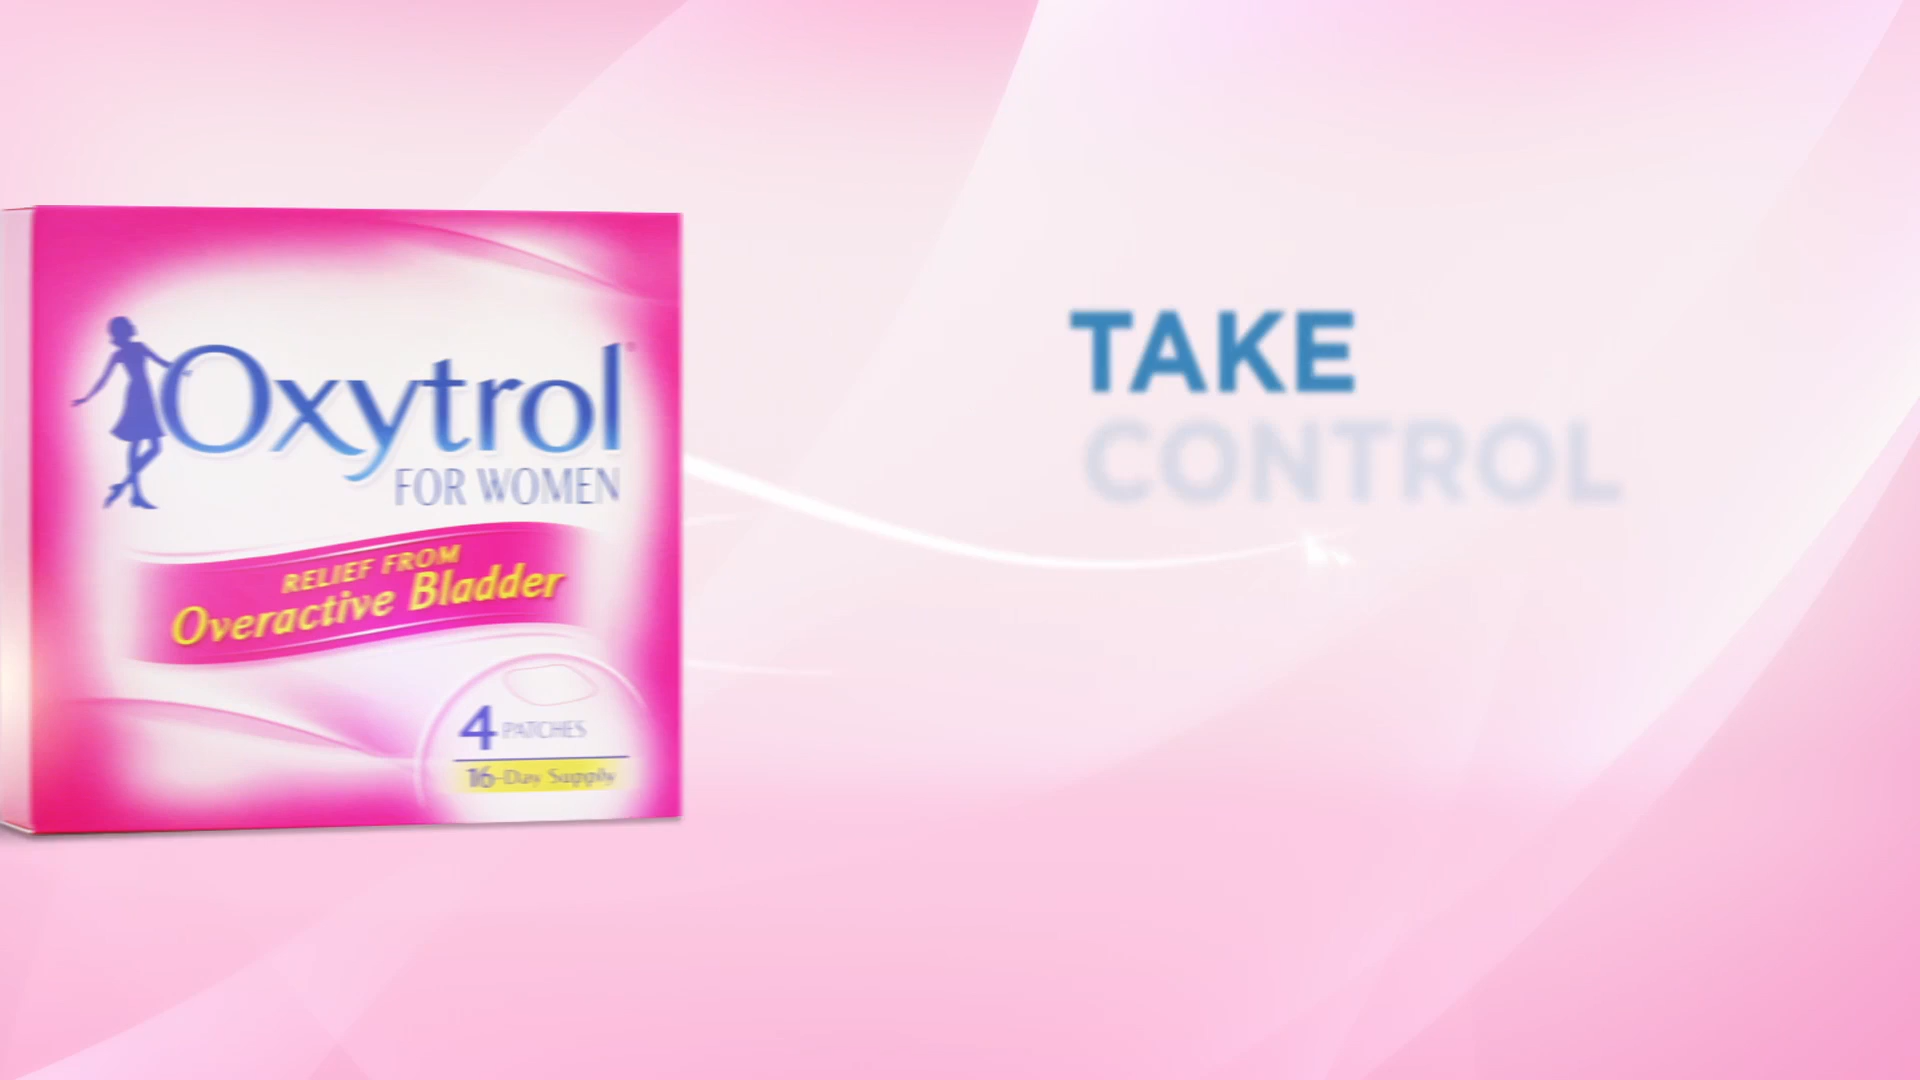 Oxytrol
FOR WOMEN
RELIEF FROM
Overactive Bladder
4 PATCHES
16-Day Supply
TAKE
CONTROL